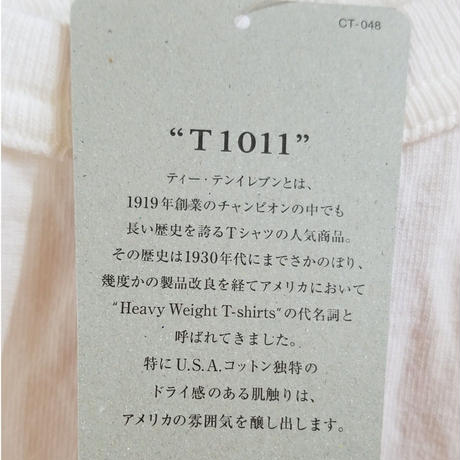 CT-048
“T1011”
ティー・テンイレブンとは、
1919年創業のチャンピオンの中でも
長い歴史を誇るTシャツの人気商品。
その歴史は1930年代にまでさかのぼり、
幾度かの製品改良を経てアメリカにおいて
“Heavy Weight T-shirts”の代名詞と
呼ばれてきました。
特にU.S.A.コットン独特の
ドライ感のある肌触りは、
アメリカの雰囲気を醸し出します。